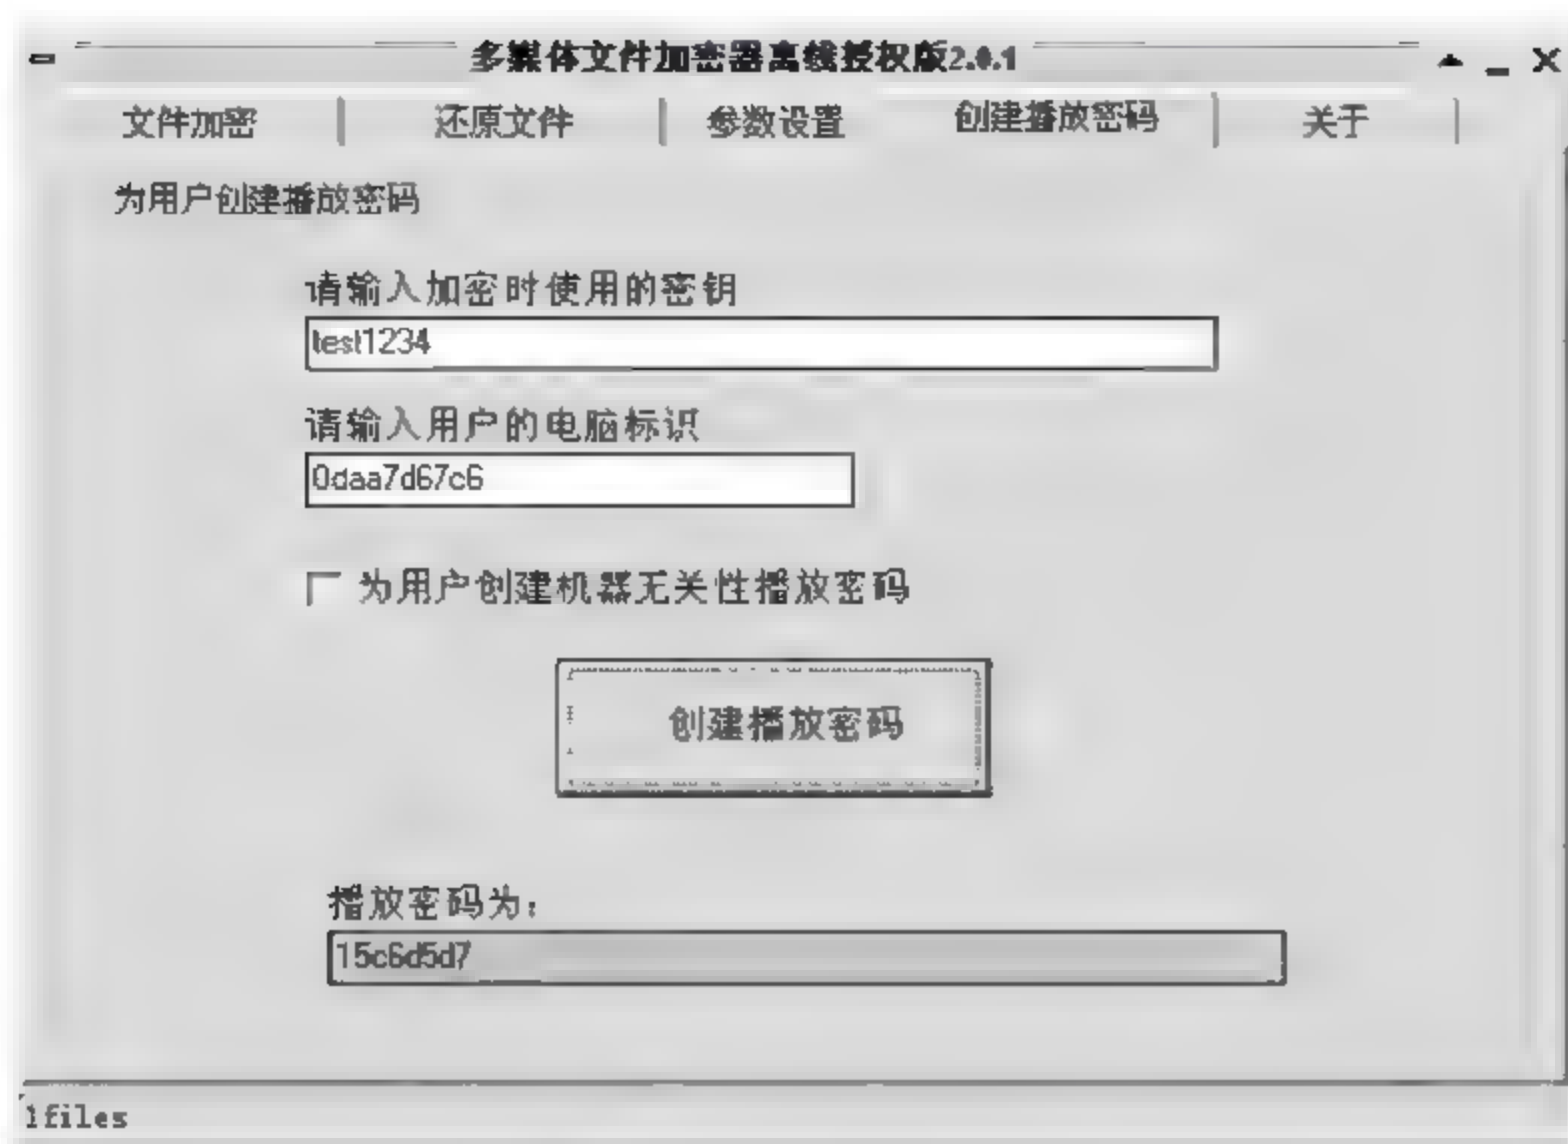 多媒体文件加密器离线授权版2.0.1
文件加密 还原文件 参数设置 创建播放密码 关于
为用户创建播放密码
请输入加密时使用的密钥
test1234
请输入用户的电脑标识
0daa7d67c6
为用户创建机器无关性播放密码
创建播放密码
播放密码为:
15c6d5d7
1files